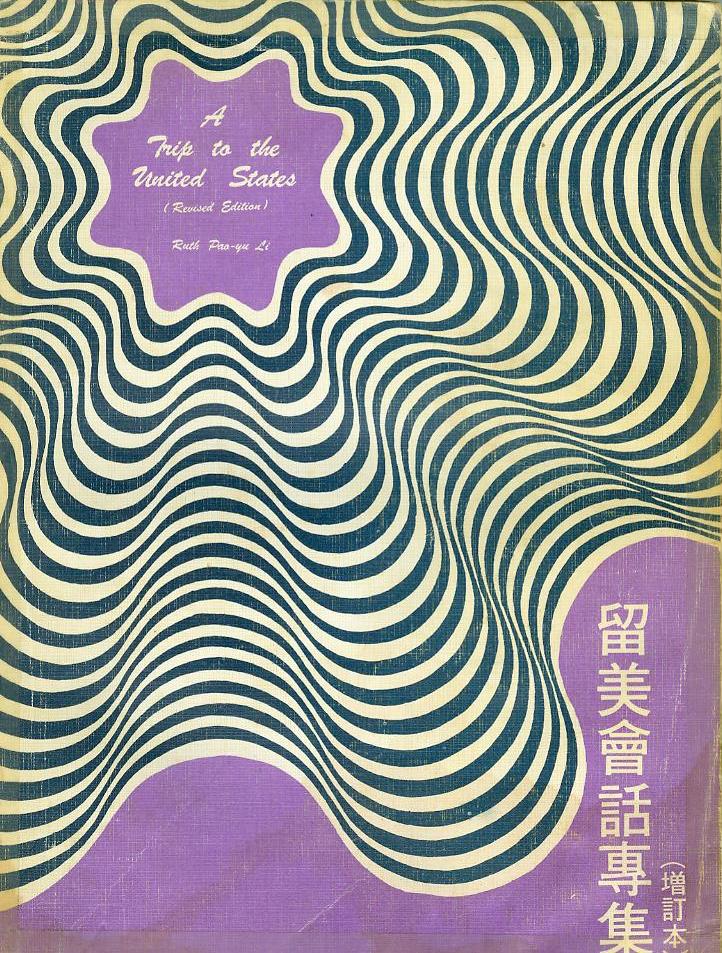 A
Trip to the
United States
(Revised Edition)
Ruth Pao-yu Li
留美會話專集
(增訂本)